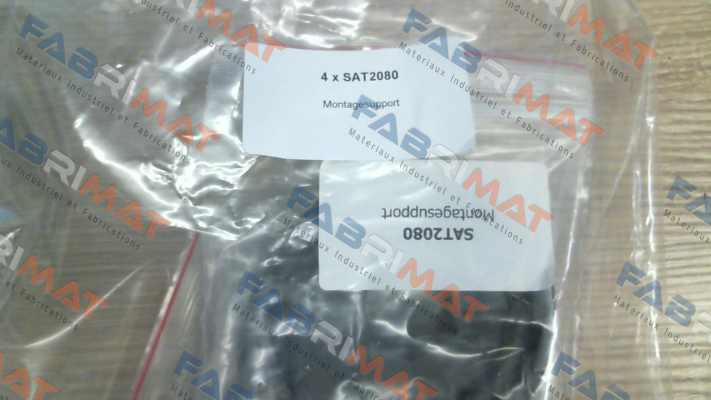 4 x SAT2080
Montagesupport
SAT2080
Montagesupport
FABRIMAT
Matériaux Industriel et Fabrications